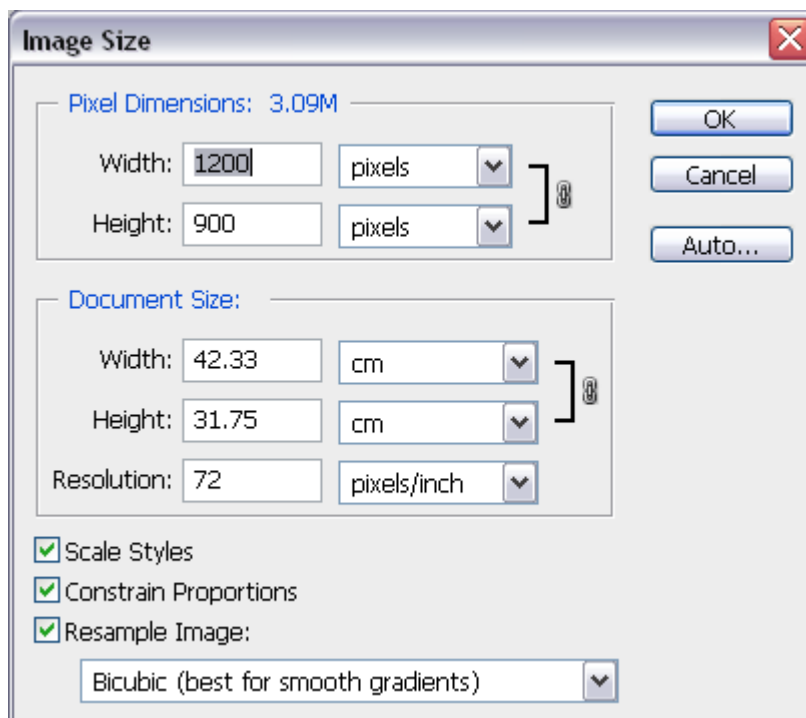 Image Size
Pixel Dimensions: 3.09M
Width: 1200 pixels
Height: 900 pixels
OK
Cancel
Auto...
Document Size:
Width: 42.33 cm
Height: 31.75 cm
Resolution: 72 pixels/inch
Scale Styles
Constrain Proportions
Resample Image:
Bicubic (best for smooth gradients)